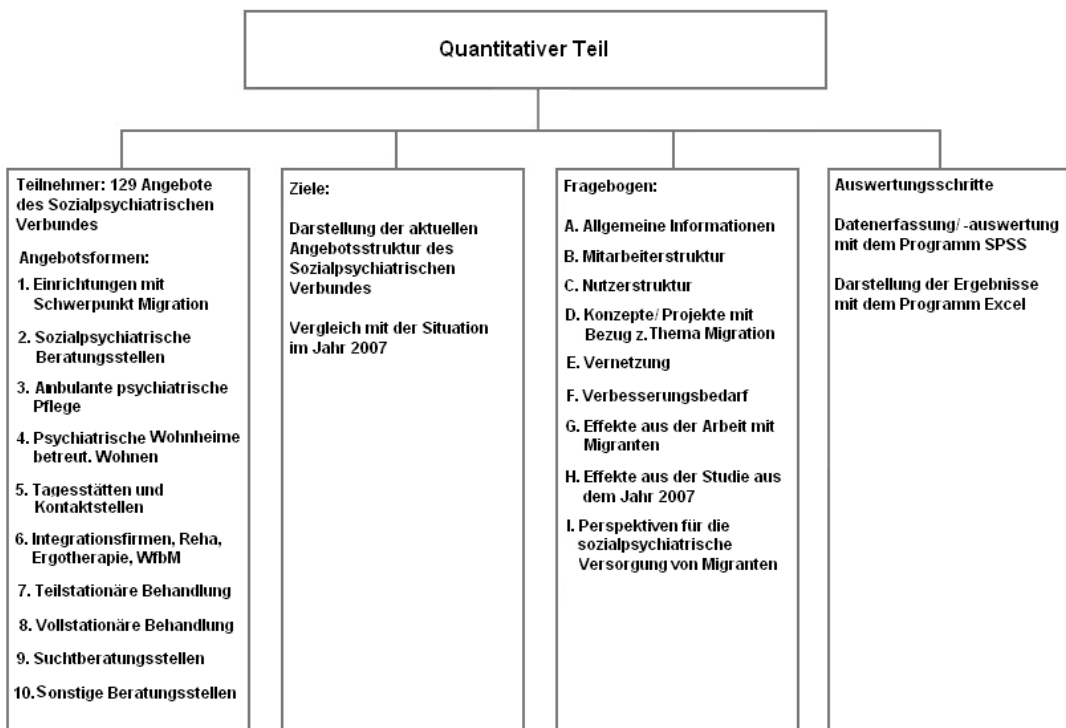 Quantitativer Teil
Teilnehmer: 129 Angebote
des Sozialpsychiatrischen
Verbundes
Angebotsformen:
1. Einrichtungen mit
Schwerpunkt Migration
2. Sozialpsychiatrische
Beratungsstellen
3. Ambulante psychiatrische
Pflege
4. Psychiatrische Wohnheime
betreut. Wohnen
5. Tagesstätten und
Kontaktstellen
6. Integrationsfirmen, Reha,
Ergotherapie, WfbM
7. Teilstationäre Behandlung
8. Vollstationäre Behandlung
9. Suchtberatungsstellen
10. Sonstige Beratungsstellen
Ziele:
Darstellung der aktuellen
Angebotsstruktur des
Sozialpsychiatrischen
Verbundes
Vergleich mit der Situation
im Jahr 2007
Fragebogen:
A. Allgemeine Informationen
B. Mitarbeiterstruktur
C. Nutzerstruktur
D. Konzepte/ Projekte mit
Bezug z. Thema Migration
E. Vernetzung
F. Verbesserungsbedarf
G. Effekte aus der Arbeit mit
Migranten
H. Effekte aus der Studie aus
dem Jahr 2007
I. Perspektiven für die
sozialpsychiatrische
Versorgung von Migranten
Auswertungsschritte
Datenerfassung/ -auswertung
mit dem Programm SPSS
Darstellung der Ergebnisse
mit dem Programm Excel